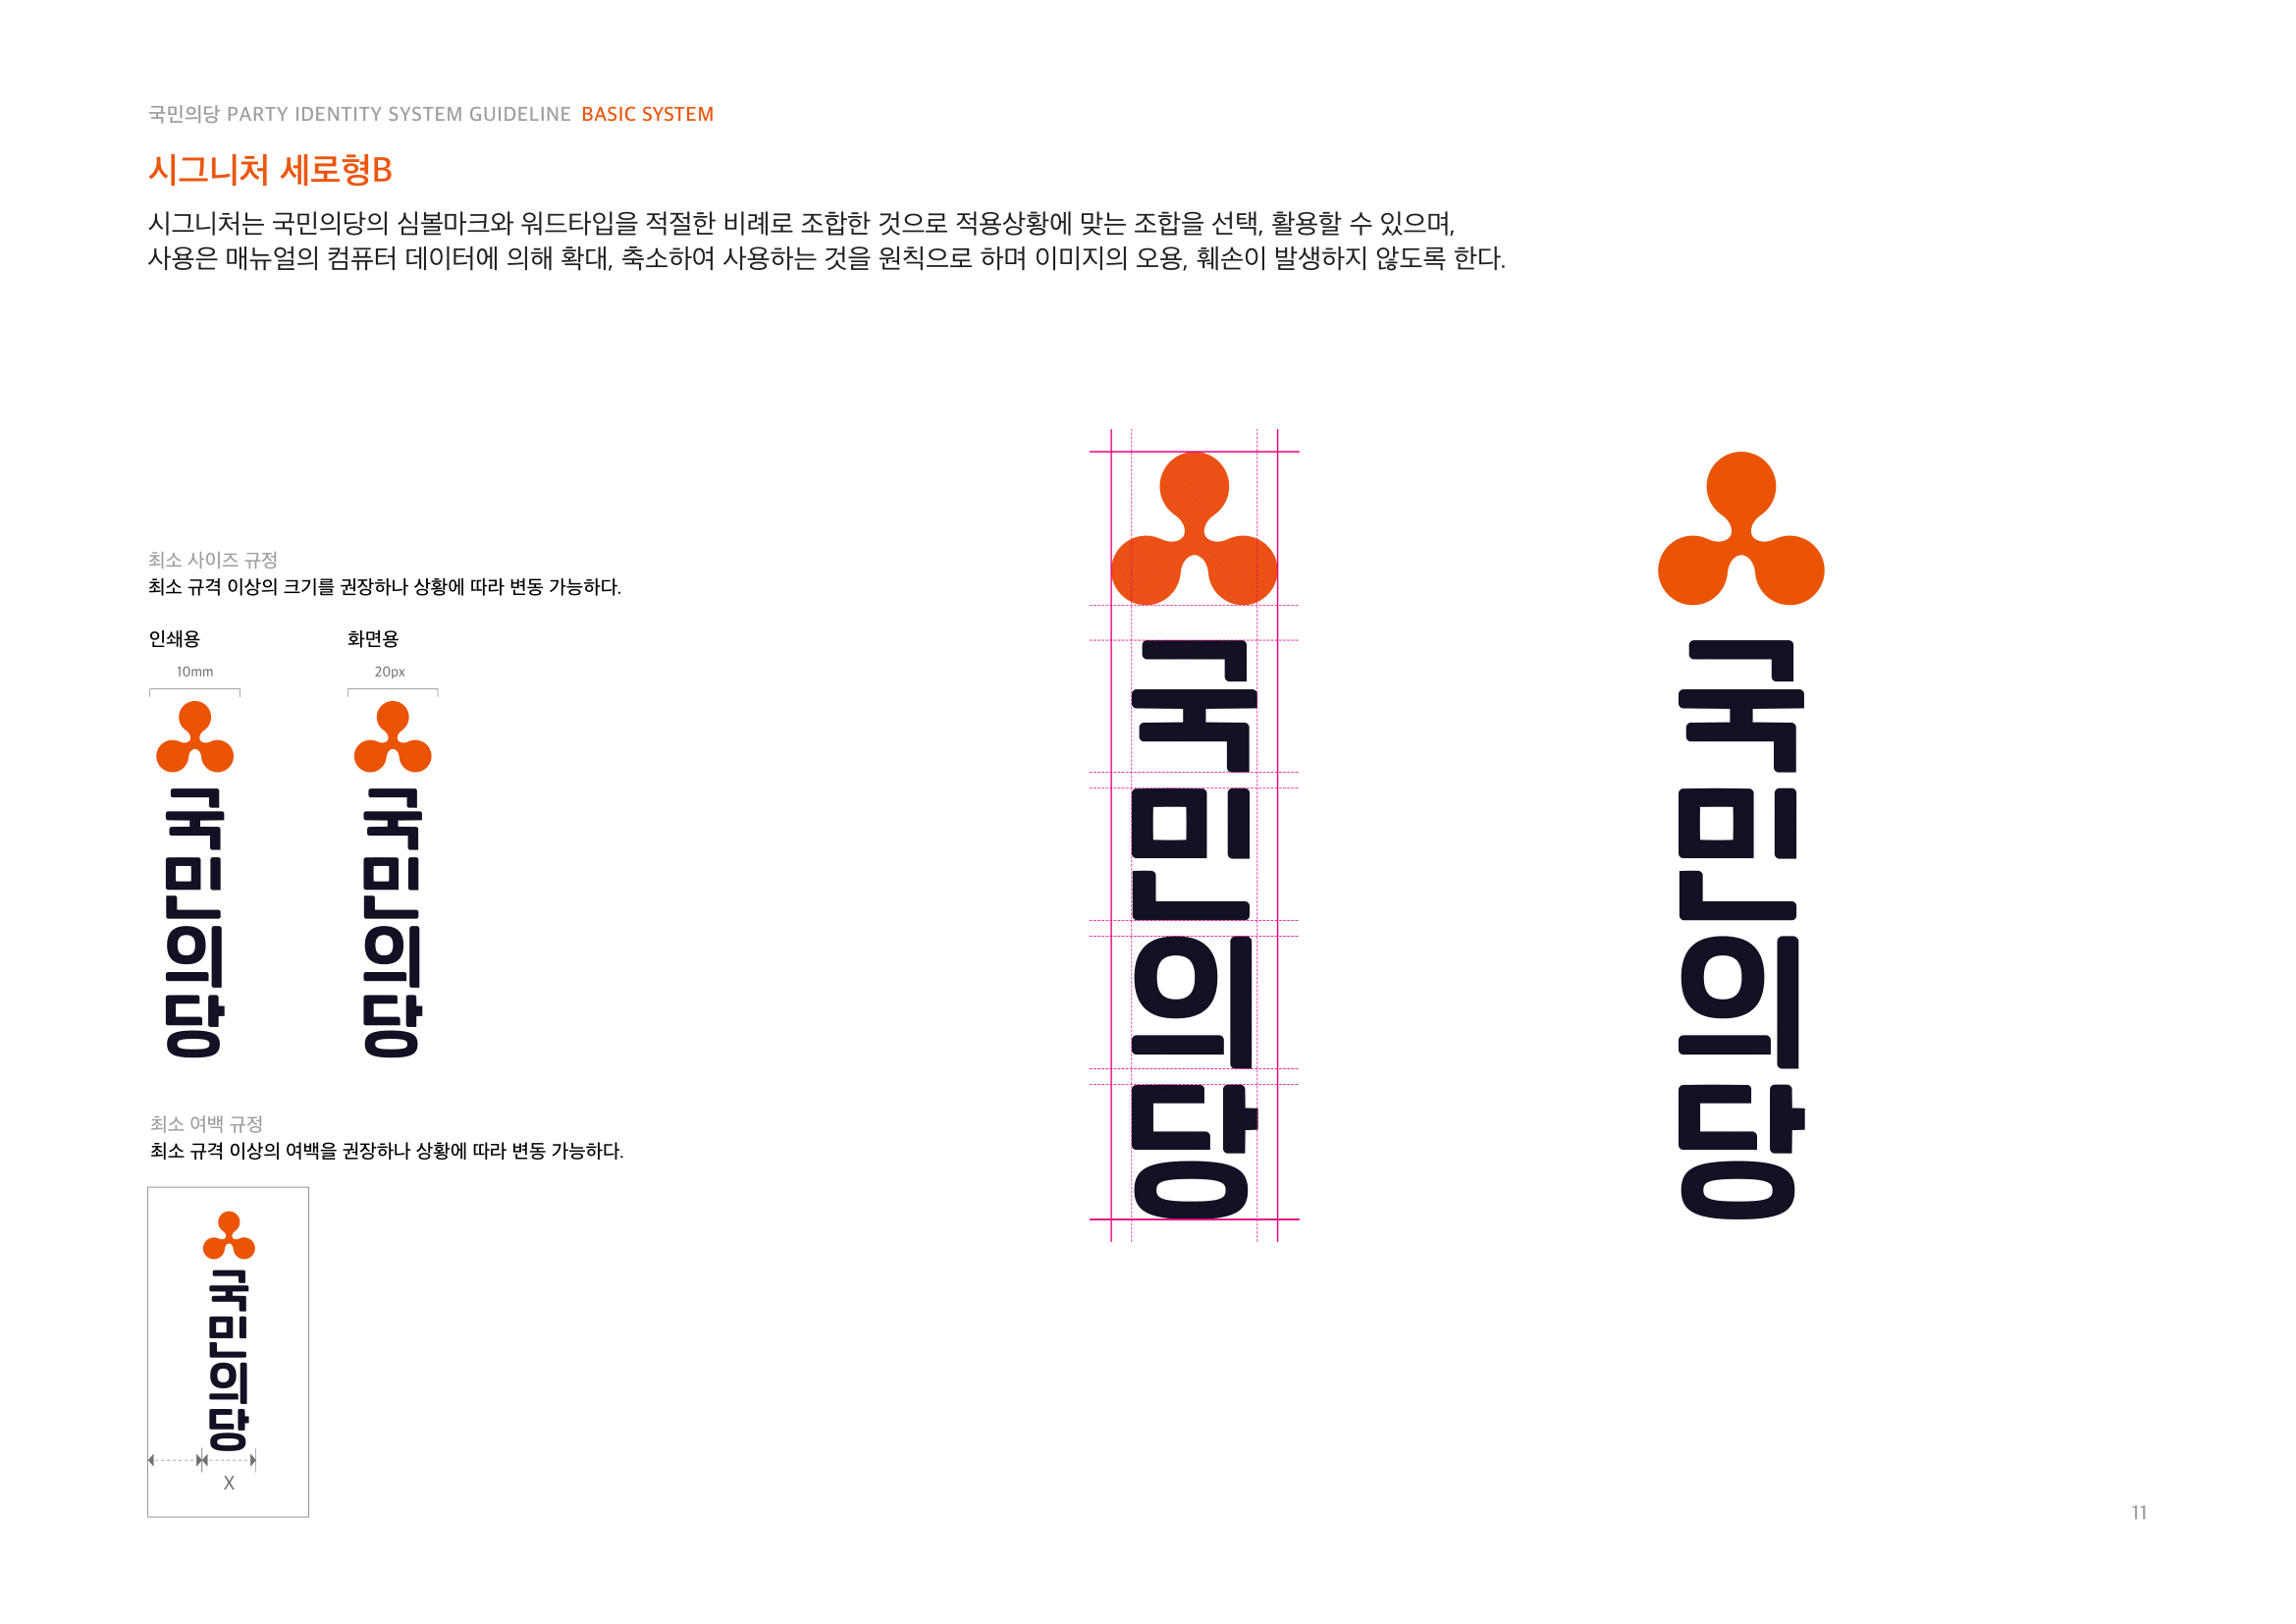 국민의당 PARTY IDENTITY SYSTEM GUIDELINE BASIC SYSTEM
시그니처 세로형B
시그니처는 국민의당의 심볼마크와 워드타입을 적절한 비례로 조합한 것으로 적용상황에 맞는 조합을 선택, 활용할 수 있으며,
사용은 매뉴얼의 컴퓨터 데이터에 의해 확대, 축소하여 사용하는 것을 원칙으로 하며 이미지의 오용, 훼손이 발생하지 않도록 한다.
최소 사이즈 규정
최소 규격 이상의 크기를 권장하나 상황에 따라 변동 가능하다.
인쇄용
10mm
국민의당
화면용
20px
국민의당
최소 여백 규정
최소 규격 이상의 여백을 권장하나 상황에 따라 변동 가능하다.
국민의당
X
국민의당
국민의당
11